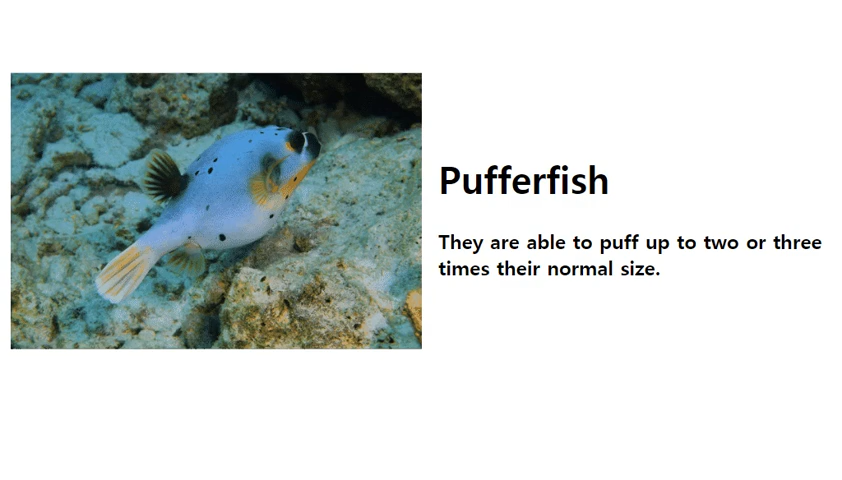 Pufferfish
They are able to puff up to two or three
times their normal size.